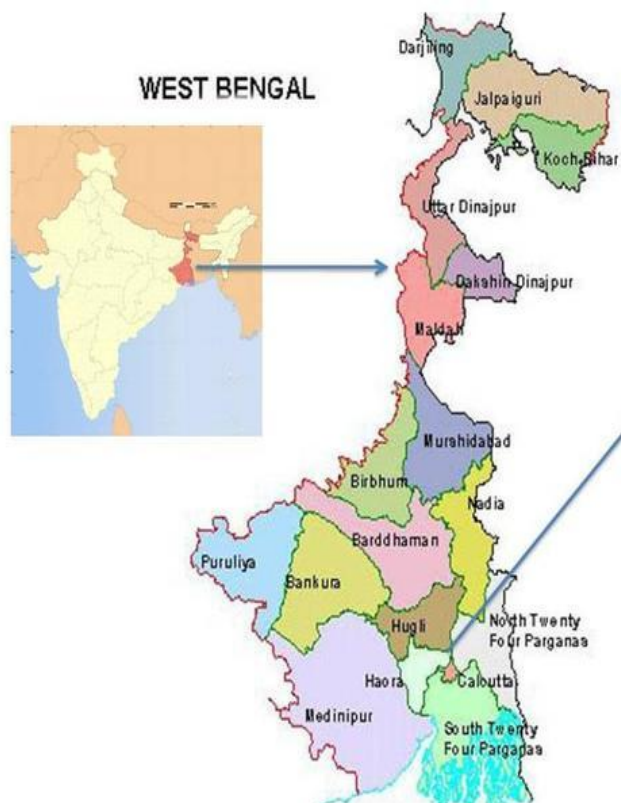 WEST BENGAL
Darjiling
Jalpaiguri
Koch Bihar
Uttar Dinajpur
Dakshin Dinajpur
Maldah
Murshidabad
Birbhum
Nadia
Barddhaman
Puruliya
Bankura
Hugli
North Twenty
Four Parganas
Haora
Calcutta
Medinipur
South Twenty
Four Parganas